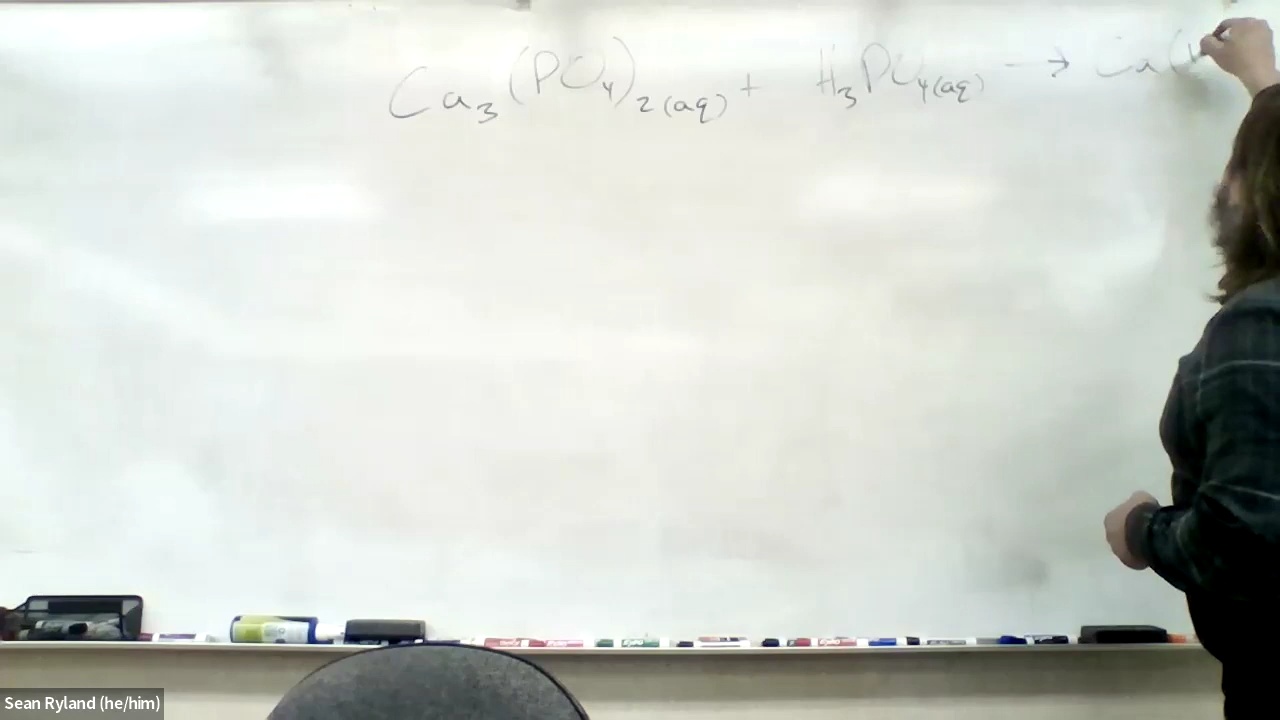 Ca₃(PO₄)₂(aq) + H₃PO₄(aq) → Ca(
Sean Ryland (he/him)